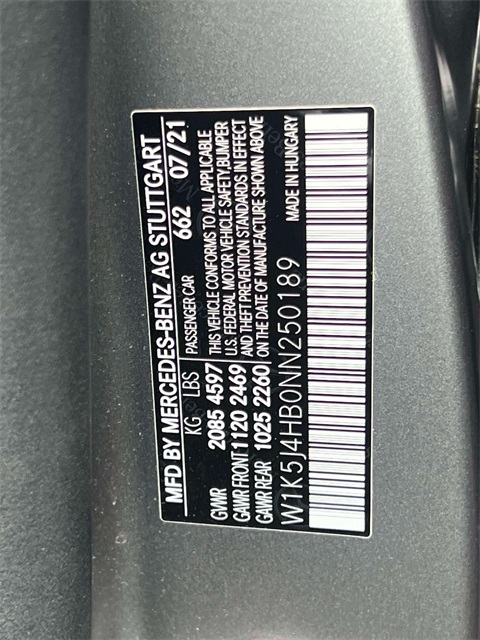 MFD BY MERCEDES-BENZ AG STUTTGART
662 07/21
KG LBS PASSENGER CAR
GVWR 2085 4597 THIS VEHICLE CONFORMS TO ALL APPLICABLE
GAWR FRONT 1120 2469 U.S. FEDERAL MOTOR VEHICLE SAFETY,BUMPER
GAWR REAR 1025 2260 AND THEFT PREVENTION STANDARDS IN EFFECT
ON THE DATE OF MANUFACTURE SHOWN ABOVE
W1K5J4HB0NN250189 MADE IN HUNGARY